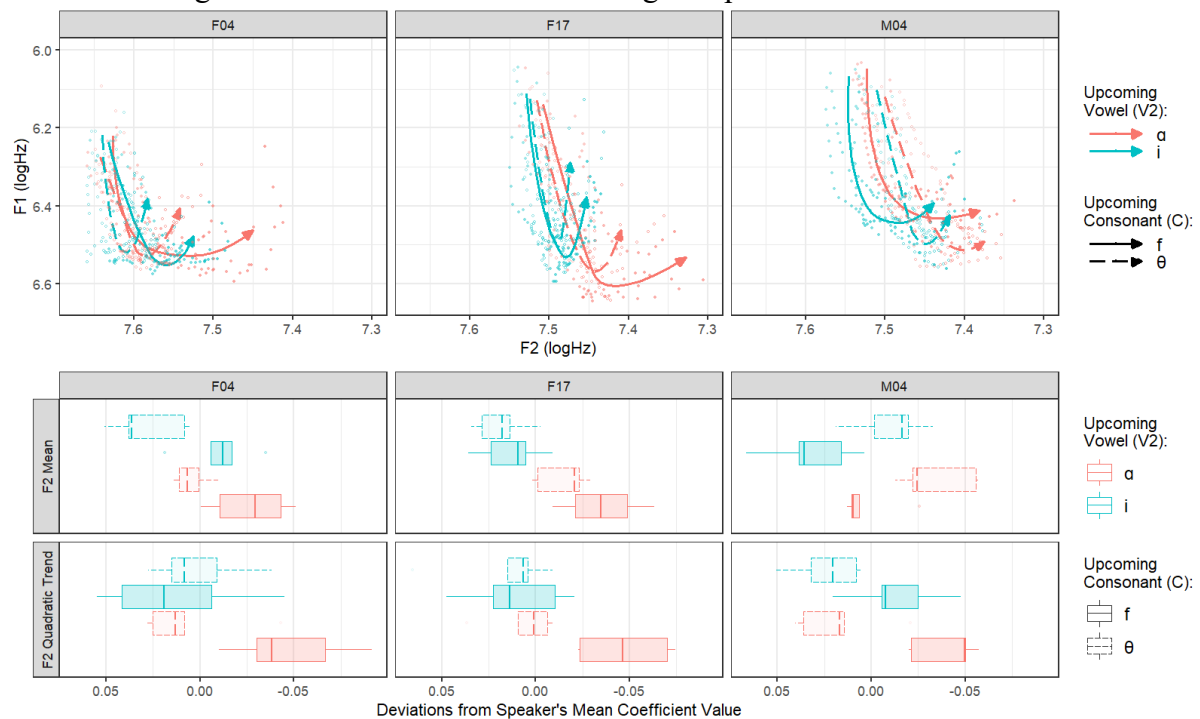 F04 F17 M04
6.0
6.2
6.4
6.6
F1 (logHz)
7.6 7.5 7.4 7.3 7.6 7.5 7.4 7.3 7.6 7.5 7.4 7.3
F2 (logHz)
Upcoming
Vowel (V2):
ɑ
i
Upcoming
Consonant (C):
f
θ
F04 F17 M04
F2 Mean
F2 Quadratic Trend
0.05 0.00 -0.05 0.05 0.00 -0.05 0.05 0.00 -0.05
Deviations from Speaker's Mean Coefficient Value
Upcoming
Vowel (V2):
ɑ
i
Upcoming
Consonant (C):
f
θ